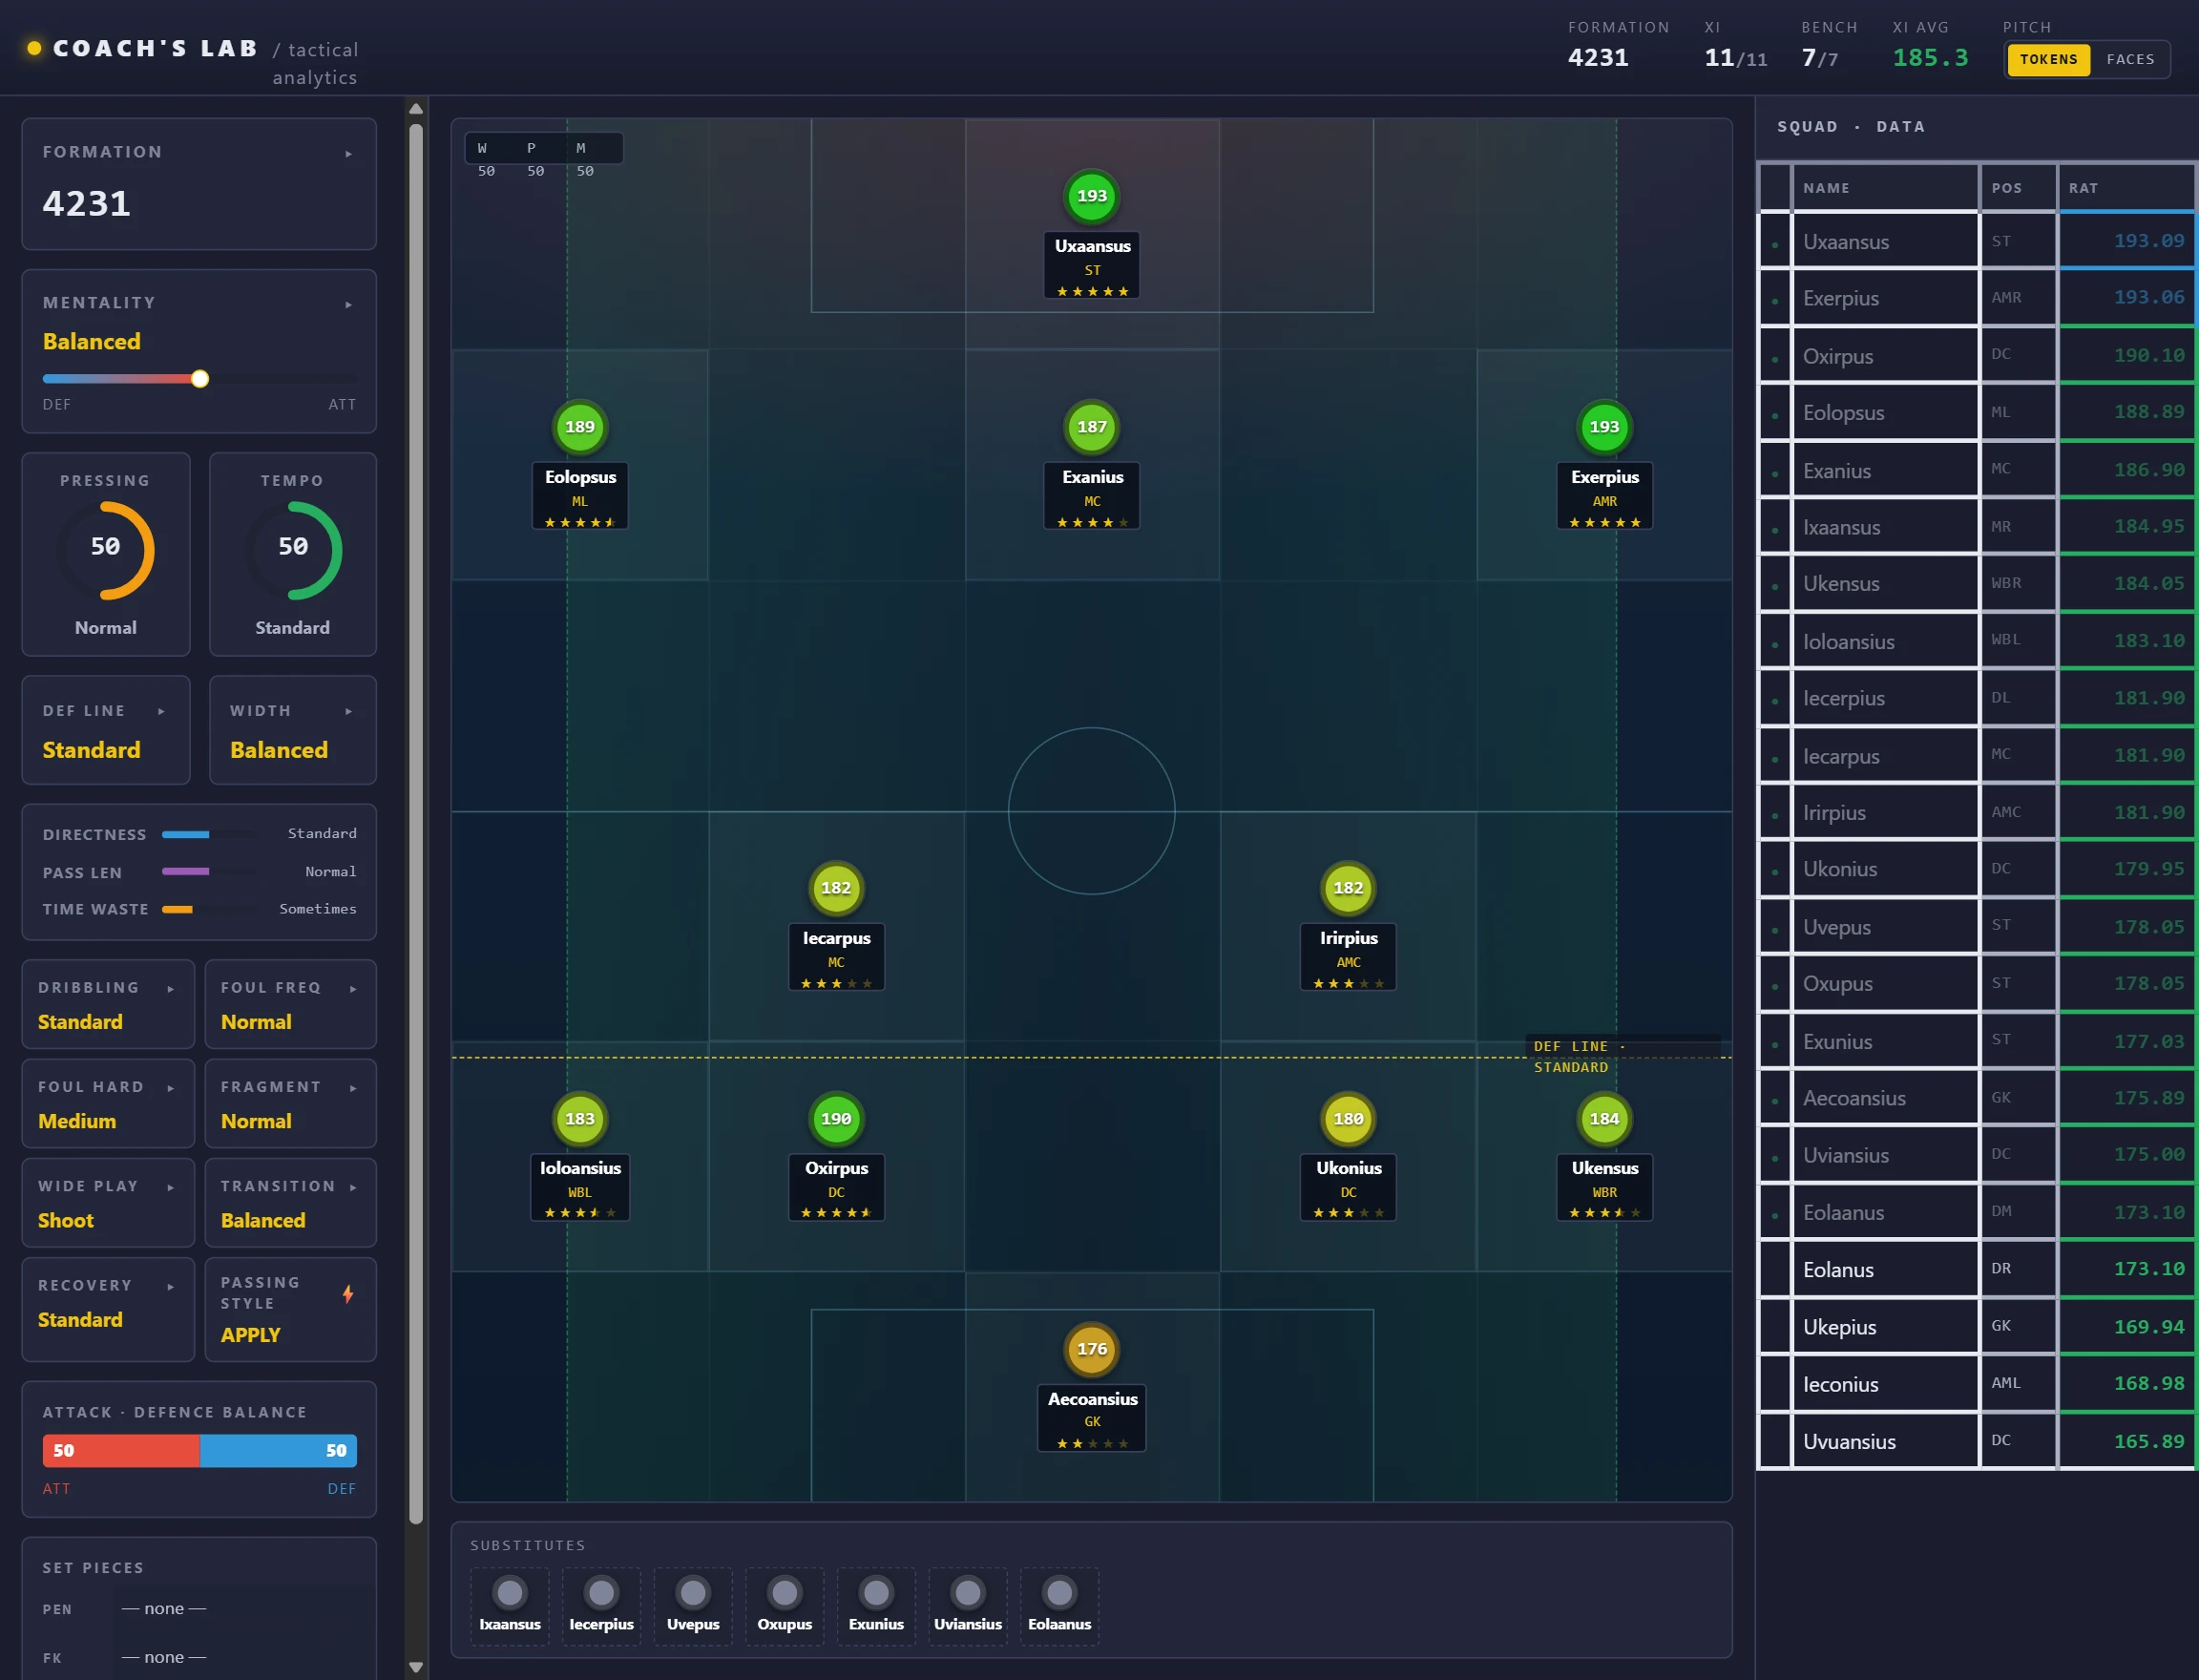 COACH'S LAB / tactical
analytics
FORMATION
4231
XI
11/11
BENCH
7/7
XI AVG
185.3
PITCH
TOKENS FACES
FORMATION
4231
MENTALITY
Balanced
DEF ATT
PRESSING
50
Normal
TEMPO
50
Standard
DEF LINE
Standard
WIDTH
Balanced
DIRECTNESS Standard
PASS LEN Normal
TIME WASTE Sometimes
DRIBBLING
Standard
FOUL FREQ
Normal
FOUL HARD
Medium
FRAGMENT
Normal
WIDE PLAY
Shoot
TRANSITION
Balanced
RECOVERY
Standard
PASSING
STYLE
APPLY
ATTACK · DEFENCE BALANCE
50 50
ATT DEF
SET PIECES
PEN — none —
FK — none —
W P M
50 50 50
193
Uxaansus
ST
189
Eolopsus
ML
187
Exanius
MC
193
Exerpius
AMR
182
Iecarpus
MC
182
Irirpius
AMC
DEF LINE ·
STANDARD
183
Ioloansius
WBL
190
Oxirpus
DC
180
Ukonius
DC
184
Ukensus
WBR
176
Aecoansius
GK
SUBSTITUTES
Ixaansus Iecerpius Uvepus Oxupus Exunius Uviansius Eolaanus
SQUAD · DATA
NAME POS RAT
Uxaansus ST 193.09
Exerpius AMR 193.06
Oxirpus DC 190.10
Eolopsus ML 188.89
Exanius MC 186.90
Ixaansus MR 184.95
Ukensus WBR 184.05
Ioloansius WBL 183.10
Iecerpius DL 181.90
Iecarpus MC 181.90
Irirpius AMC 181.90
Ukonius DC 179.95
Uvepus ST 178.05
Oxupus ST 178.05
Exunius ST 177.03
Aecoansius GK 175.89
Uviansius DC 175.00
Eolaanus DM 173.10
Eolanus DR 173.10
Ukepius GK 169.94
Ieconius AML 168.98
Uvuansius DC 165.89